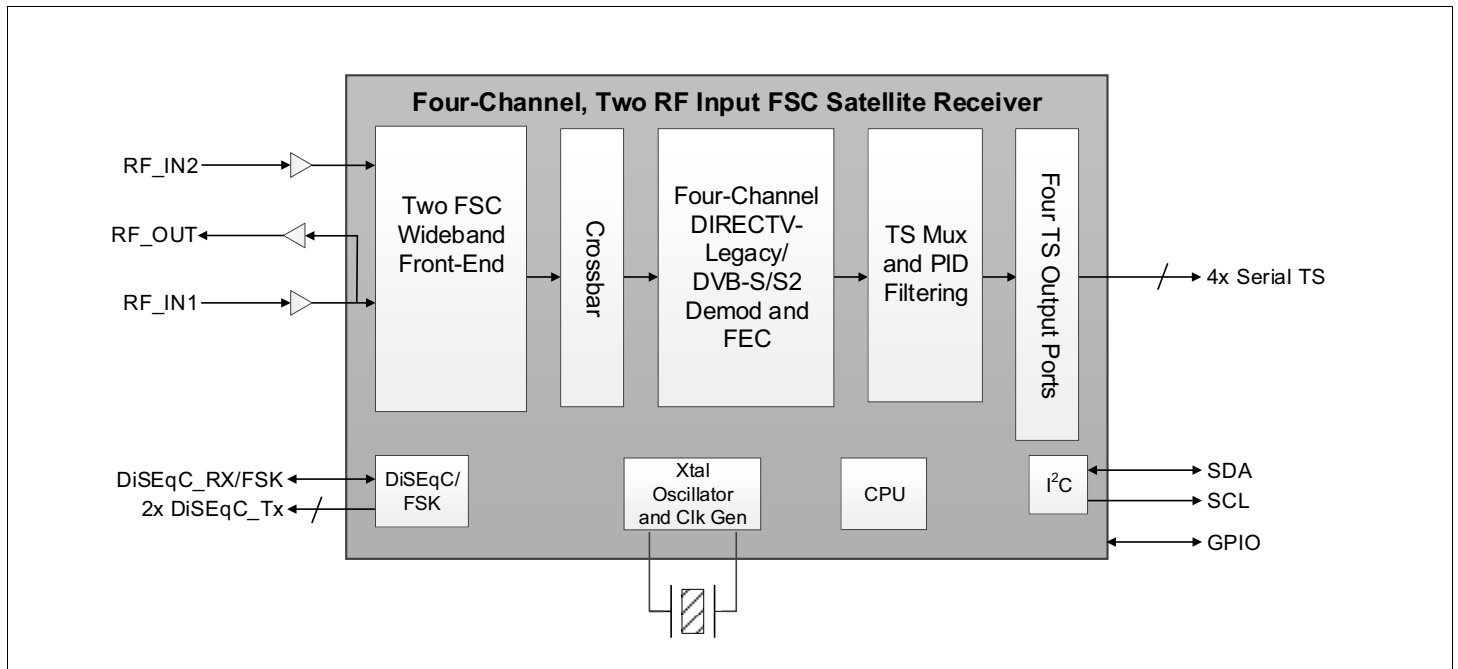 Four-Channel, Two RF Input FSC Satellite Receiver
RF_IN2
RF_OUT
RF_IN1
Two FSC
Wideband
Front-End
Crossbar
Four-Channel
DIRECTV-
Legacy/
DVB-S/S2
Demod and
FEC
TS Mux
and PID
Filtering
Four TS Output Ports
4x Serial TS
DiSEqC_RX/FSK
2x DiSEqC_Tx
DiSEqC/
FSK
Xtal
Oscillator
and Clk Gen
CPU
I²C
SDA
SCL
GPIO